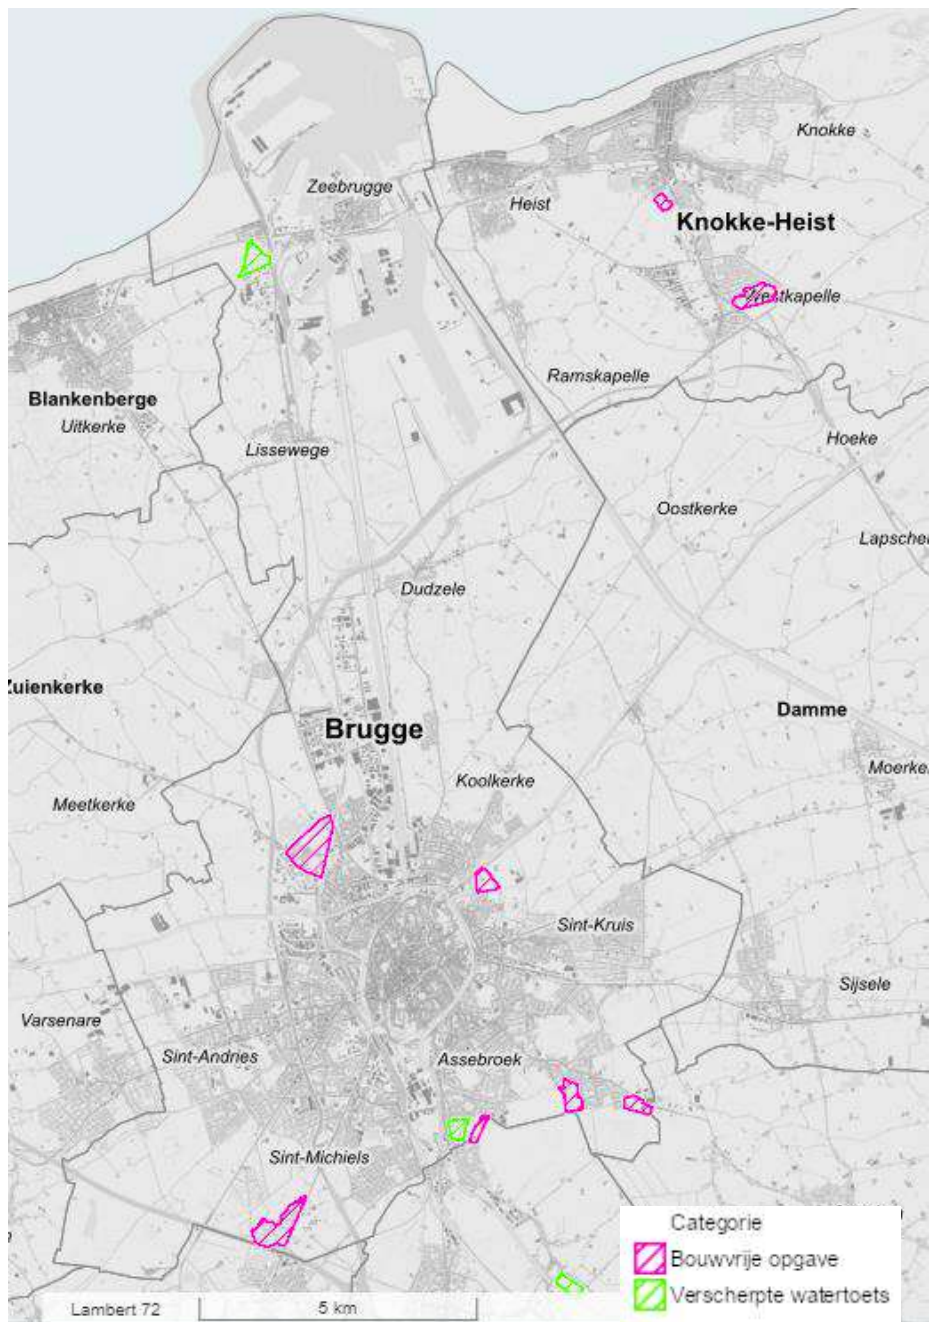 Knokke
Zeebrugge
Heist
Knokke-Heist
Westkapelle
Ramskapelle
Blankenberge
Uitkerke
Lissewege
Hoeke
Oostkerke
Dudzele
Zuienkerke
Damme
Brugge
Koolkerke
Meetkerke
Sint-Kruis
Sijsele
Varsenare
Sint-Andries
Assebroek
Sint-Michiels
Categorie
Bouwvrije opgave
Verscherpte watertoets
Lambert 72
5 km